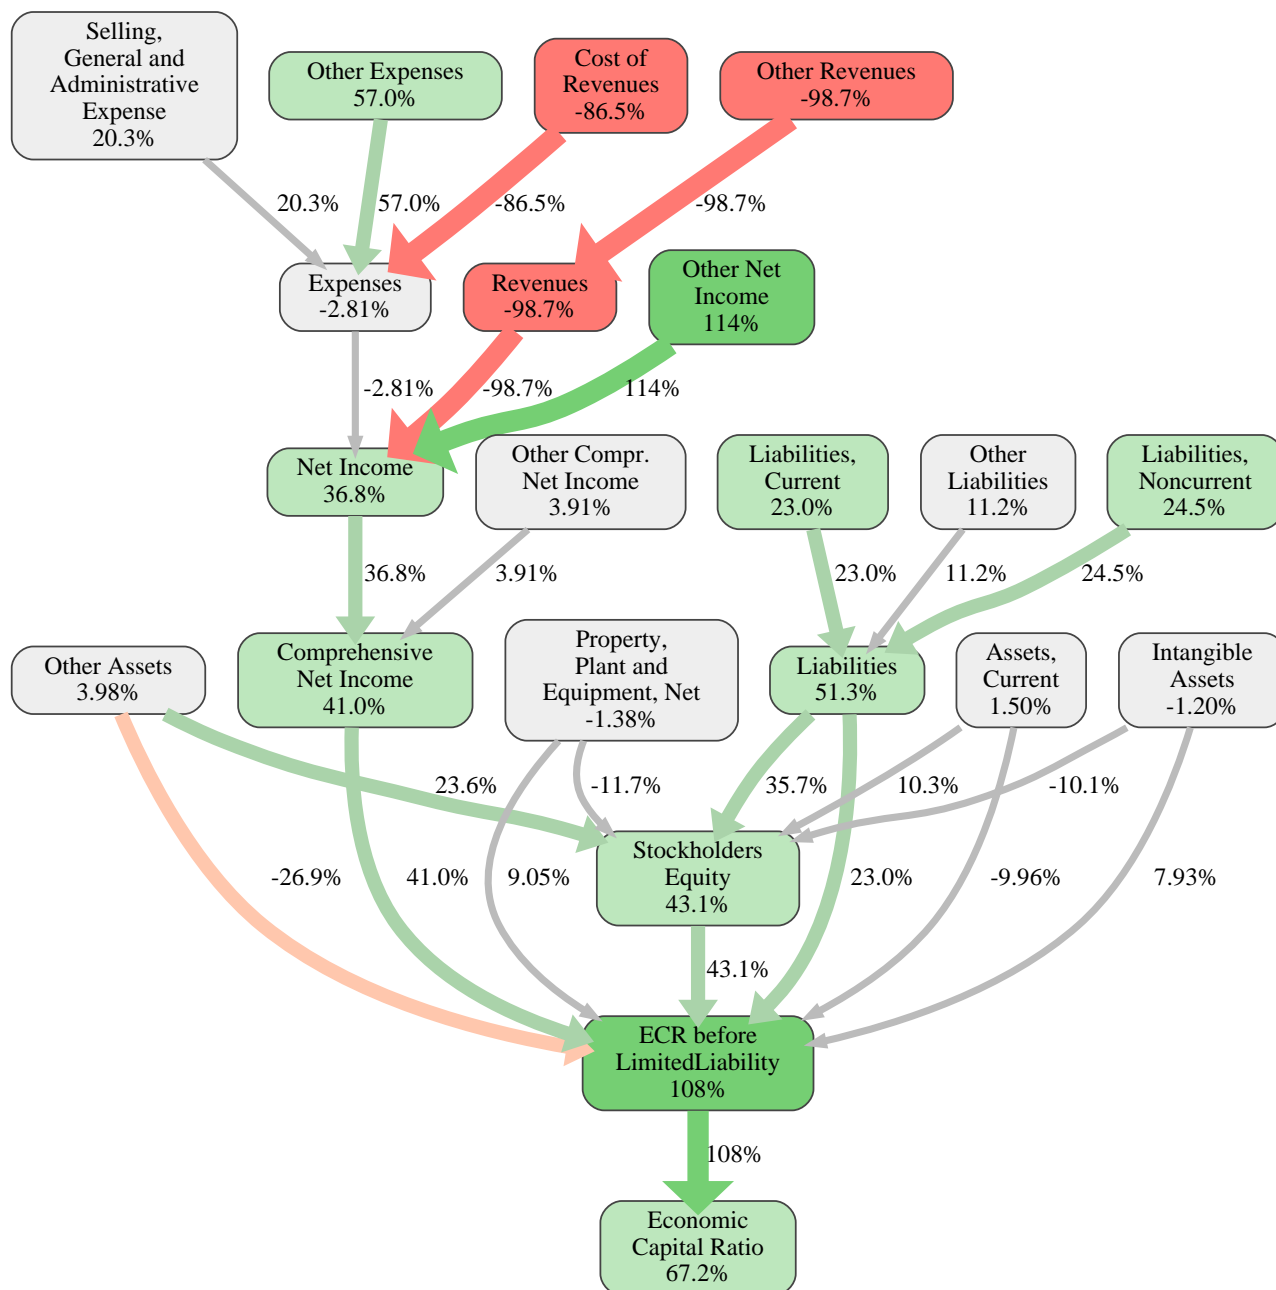 Selling,
General and
Administrative
Expense
20.3%
Other Expenses
57.0%
Cost of
Revenues
-86.5%
Other Revenues
-98.7%
20.3%
57.0%
-86.5%
-98.7%
Expenses
-2.81%
Revenues
-98.7%
Other Net
Income
114%
-2.81%
-98.7%
114%
Net Income
36.8%
Other Compr.
Net Income
3.91%
Liabilities,
Current
23.0%
Other
Liabilities
11.2%
Liabilities,
Noncurrent
24.5%
36.8%
3.91%
23.0%
11.2%
24.5%
Other Assets
3.98%
Comprehensive
Net Income
41.0%
Property,
Plant and
Equipment, Net
-1.38%
Liabilities
51.3%
Assets,
Current
1.50%
Intangible
Assets
-1.20%
23.6%
-11.7%
35.7%
10.3%
-10.1%
Stockholders
Equity
43.1%
-26.9%
41.0%
9.05%
23.0%
-9.96%
7.93%
43.1%
ECR before
LimitedLiability
108%
108%
Economic
Capital Ratio
67.2%